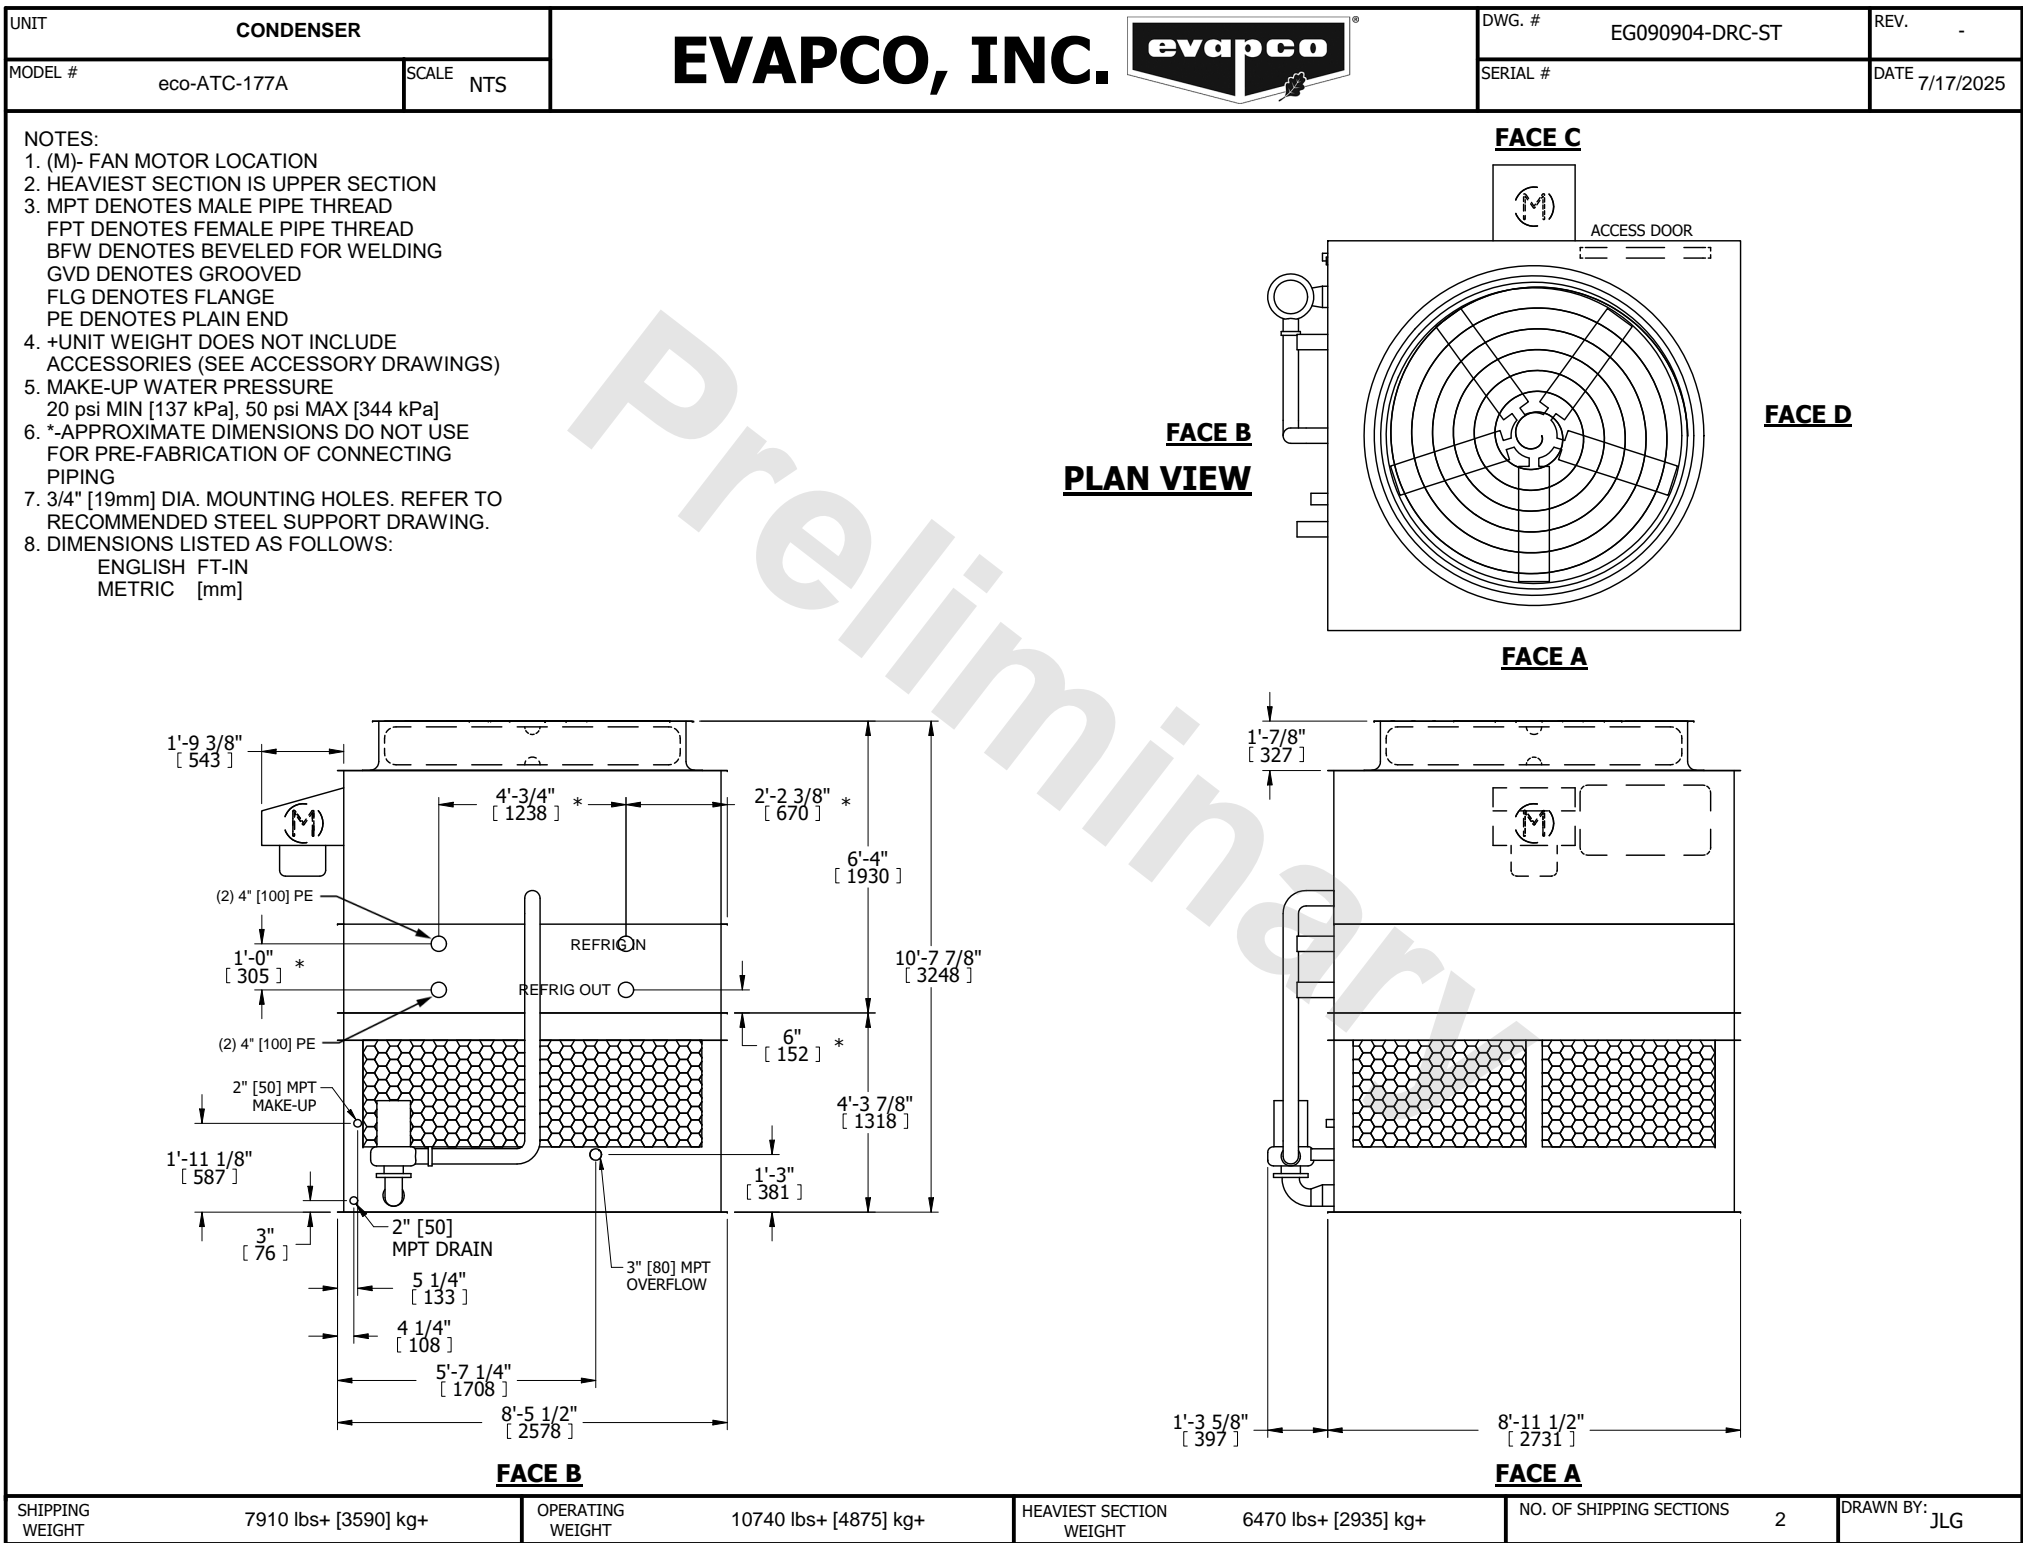 UNIT
CONDENSER
MODEL #
eco-ATC-177A
SCALE
NTS
EVAPCO, INC.
evapco
®
DWG. #
EG090904-DRC-ST
REV.
-
SERIAL #
DATE
7/17/2025
NOTES:
1. (M)- FAN MOTOR LOCATION
2. HEAVIEST SECTION IS UPPER SECTION
3. MPT DENOTES MALE PIPE THREAD
FPT DENOTES FEMALE PIPE THREAD
BFW DENOTES BEVELED FOR WELDING
GVD DENOTES GROOVED
FLG DENOTES FLANGE
PE DENOTES PLAIN END
4. +UNIT WEIGHT DOES NOT INCLUDE
ACCESSORIES (SEE ACCESSORY DRAWINGS)
5. MAKE-UP WATER PRESSURE
20 psi MIN [137 kPa], 50 psi MAX [344 kPa]
6. *-APPROXIMATE DIMENSIONS DO NOT USE
FOR PRE-FABRICATION OF CONNECTING
PIPING
7. 3/4" [19mm] DIA. MOUNTING HOLES. REFER TO
RECOMMENDED STEEL SUPPORT DRAWING.
8. DIMENSIONS LISTED AS FOLLOWS:
ENGLISH FT-IN
METRIC [mm]
Preliminary
FACE C
(M)
ACCESS DOOR
FACE B
FACE D
PLAN VIEW
FACE A
1'-9 3/8"
[ 543 ]
(M)
4'-3/4" *
[ 1238 ]
2'-2 3/8" *
[ 670 ]
6'-4"
[ 1930 ]
(2) 4" [100] PE
REFRIG IN
1'-0" *
[ 305 ]
REFRIG OUT
10'-7 7/8"
[ 3248 ]
(2) 4" [100] PE
6" *
[ 152 ]
2" [50] MPT
MAKE-UP
4'-3 7/8"
[ 1318 ]
1'-11 1/8"
[ 587 ]
1'-3"
[ 381 ]
3"
[ 76 ]
2" [50]
MPT DRAIN
3" [80] MPT
OVERFLOW
5 1/4"
[ 133 ]
4 1/4"
[ 108 ]
5'-7 1/4"
[ 1708 ]
8'-5 1/2"
[ 2578 ]
FACE B
1'-7/8"
[ 327 ]
(M)
1'-3 5/8"
[ 397 ]
8'-11 1/2"
[ 2731 ]
FACE A
SHIPPING
WEIGHT
7910 lbs+ [3590] kg+
OPERATING
WEIGHT
10740 lbs+ [4875] kg+
HEAVIEST SECTION
WEIGHT
6470 lbs+ [2935] kg+
NO. OF SHIPPING SECTIONS
2
DRAWN BY:
JLG